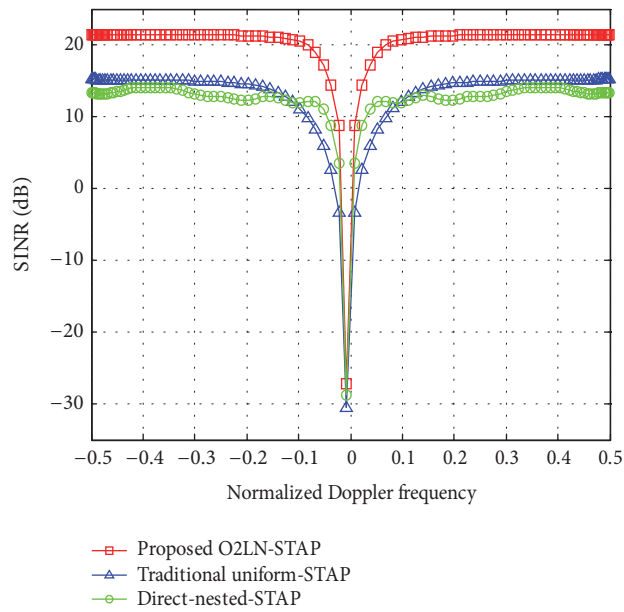 20
10
0
−10
−20
−30
SINR (dB)
−0.5 −0.4 −0.3 −0.2 −0.1 0 0.1 0.2 0.3 0.4 0.5
Normalized Doppler frequency
Proposed O2LN-STAP
Traditional uniform-STAP
Direct-nested-STAP